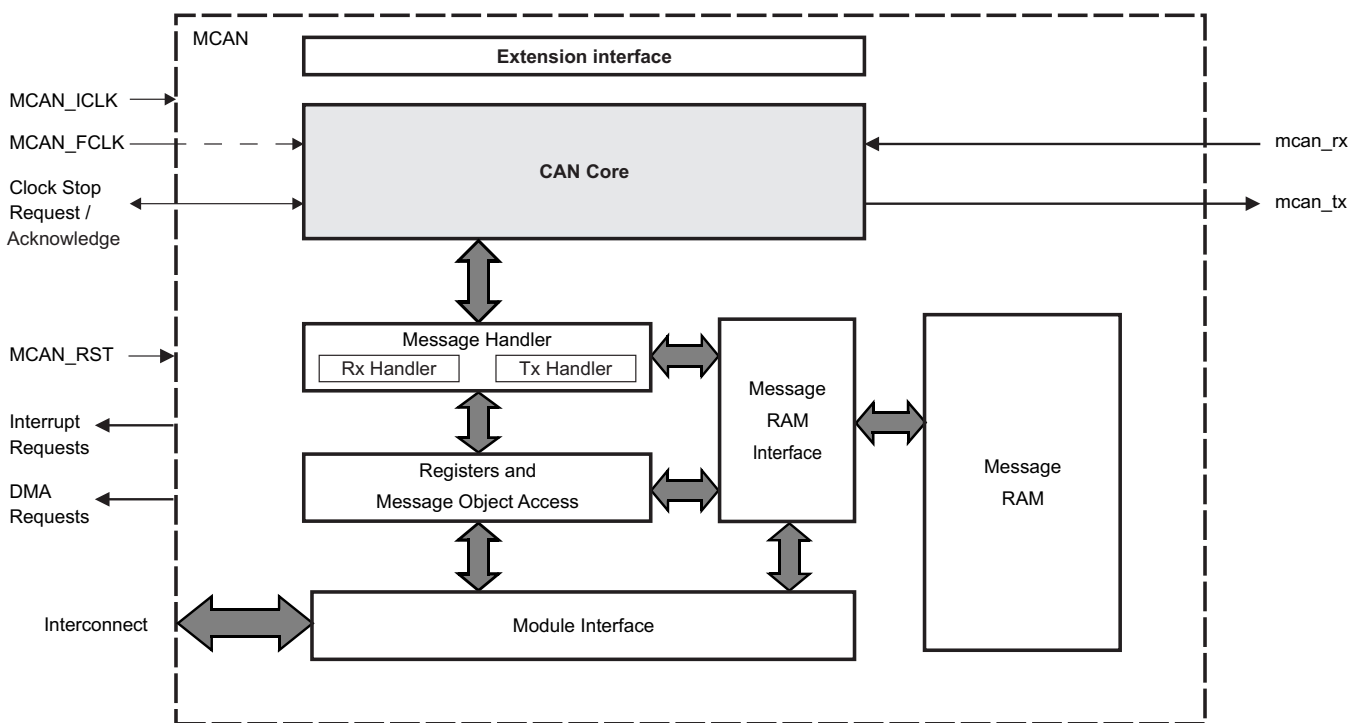 MCAN
Extension interface
MCAN_ICLK
MCAN_FCLK
mcan_rx
CAN Core
Clock Stop
Request /
Acknowledge
mcan_tx
Message Handler
Rx Handler
Tx Handler
MCAN_RST
Message
RAM
Interface
Interrupt
Requests
Registers and
Message Object Access
Message
RAM
DMA
Requests
Interconnect
Module Interface